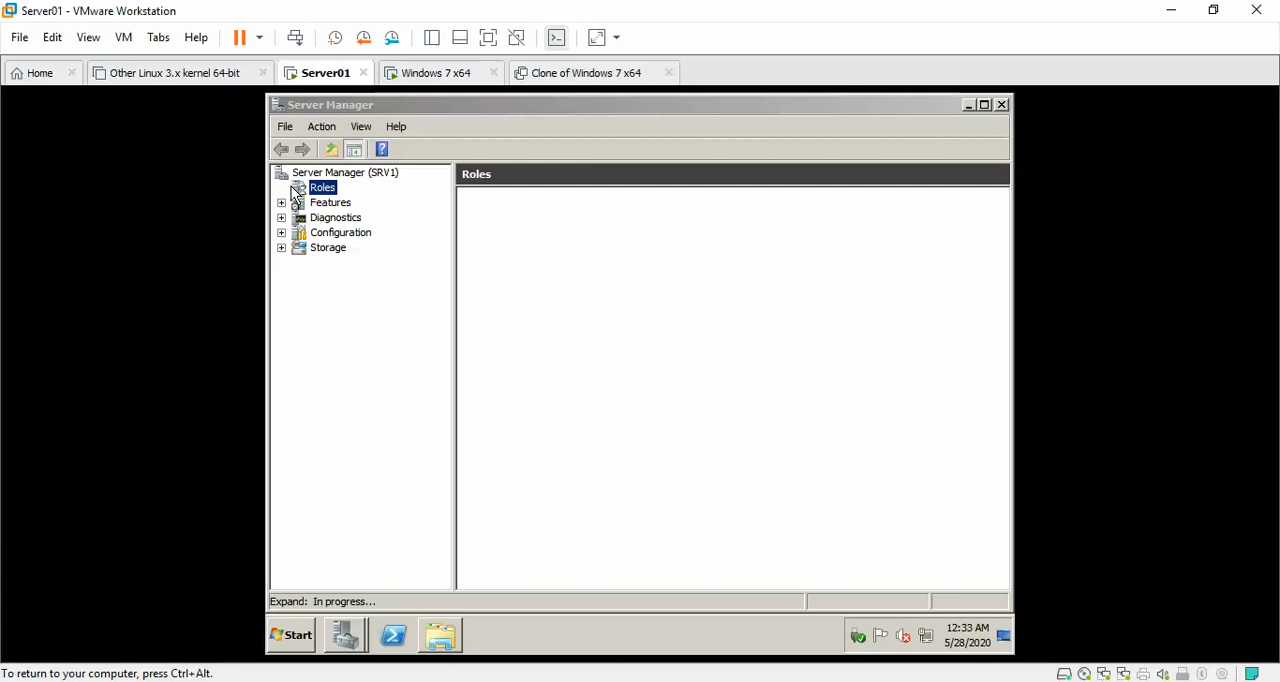 Server01 - VMware Workstation
File Edit View VM Tabs Help
Home Other Linux 3.x kernel 64-bit Server01 Windows 7 x64 Clone of Windows 7 x64
Server Manager
File Action View Help
Server Manager (SRV1)
Roles
Features
Diagnostics
Configuration
Storage
Roles
Expand: In progress...
Start
12:33 AM
5/28/2020
To return to your computer, press Ctrl+Alt.